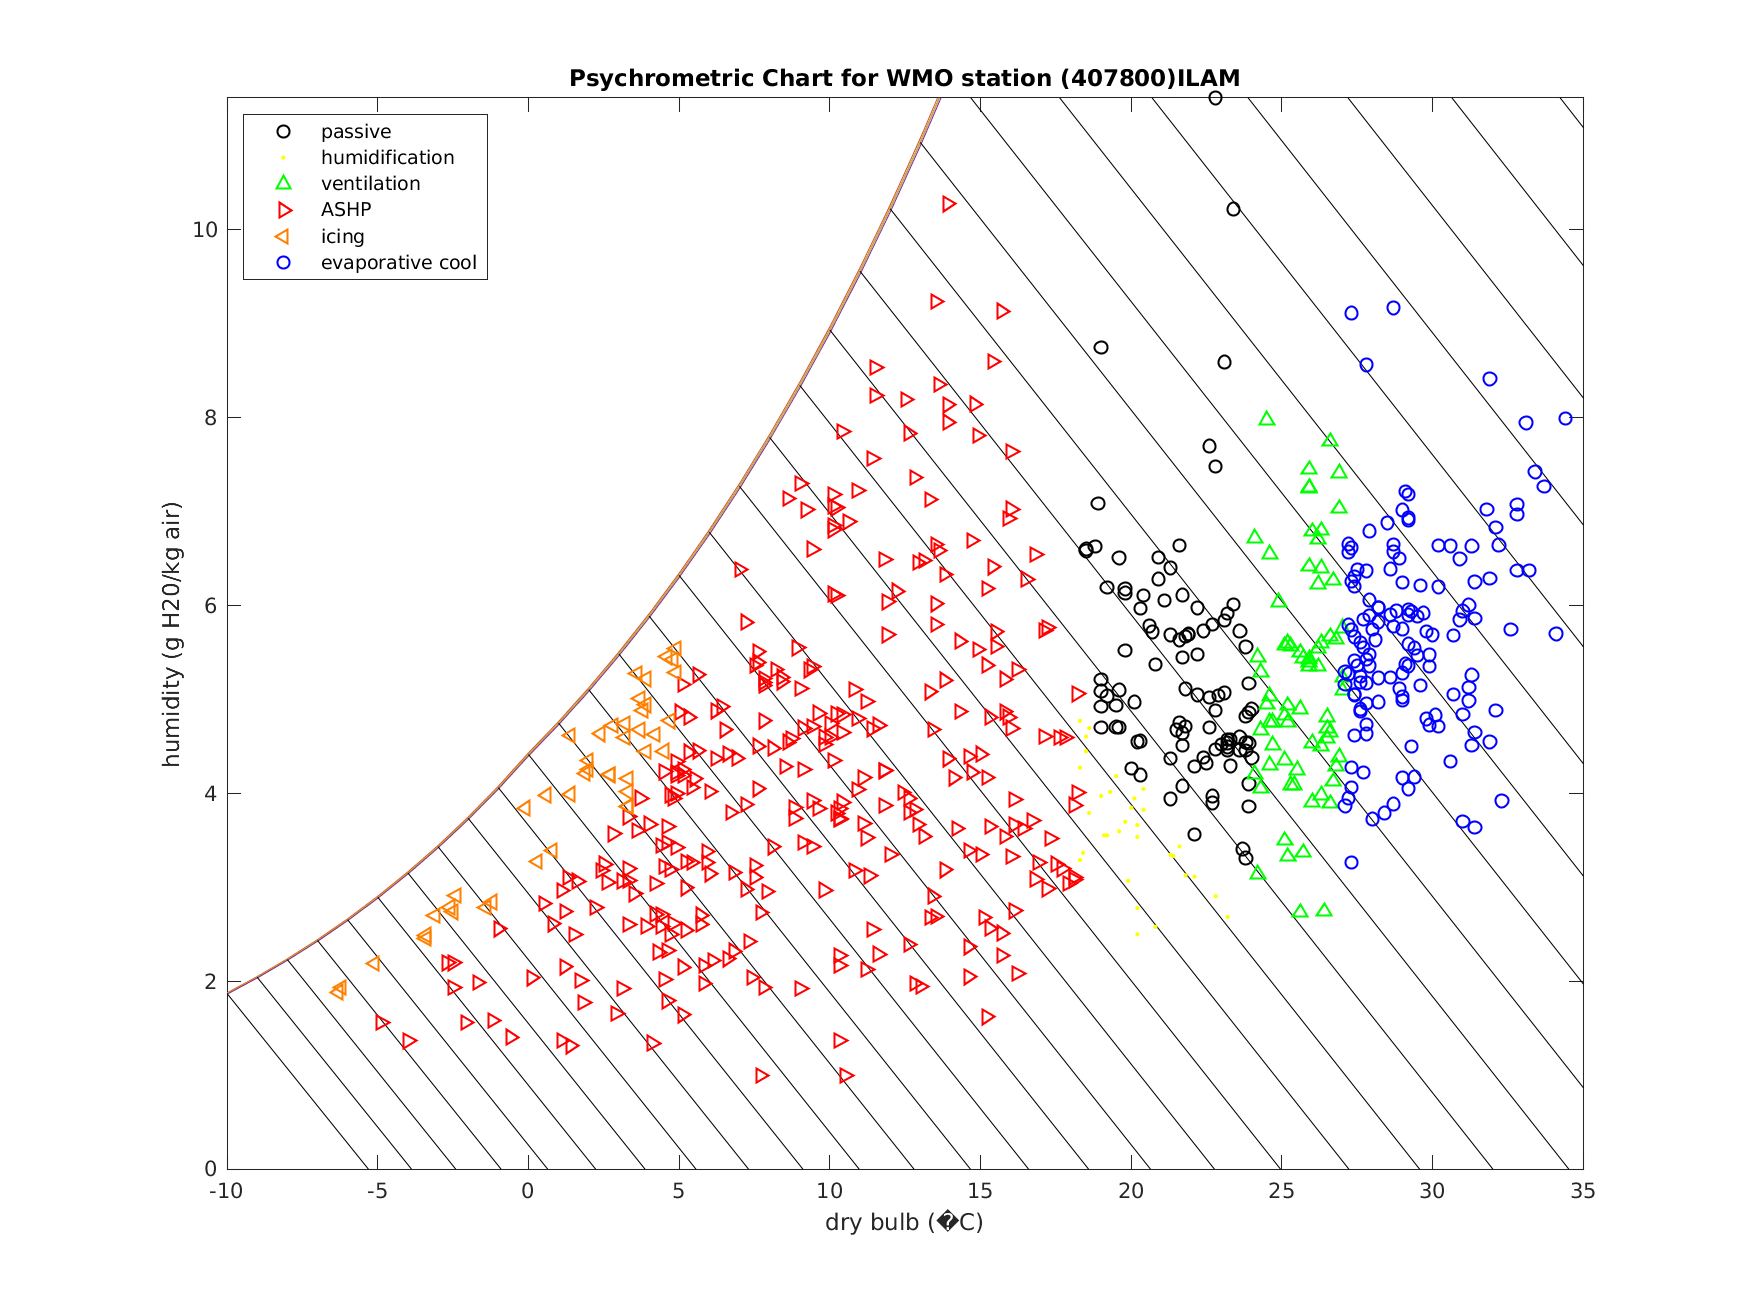 Psychrometric Chart for WMO station (407800)ILAM
passive
humidification
ventilation
ASHP
icing
evaporative cool
humidity (g H20/kg air)
10
8
6
4
2
0
-10 -5 0 5 10 15 20 25 30 35
dry bulb (�C)